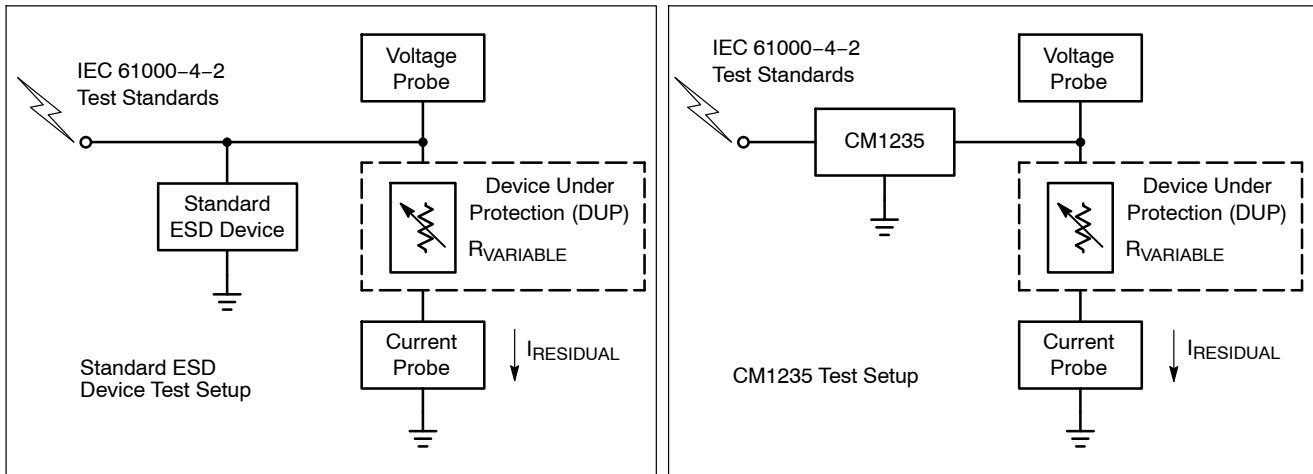 IEC 61000−4−2
Test Standards
Voltage
Probe
Standard
ESD Device
Device Under
Protection (DUP)
RVARIABLE
Current
Probe
IRESIDUAL
Standard ESD
Device Test Setup
IEC 61000−4−2
Test Standards
Voltage
Probe
CM1235
Device Under
Protection (DUP)
RVARIABLE
Current
Probe
IRESIDUAL
CM1235 Test Setup